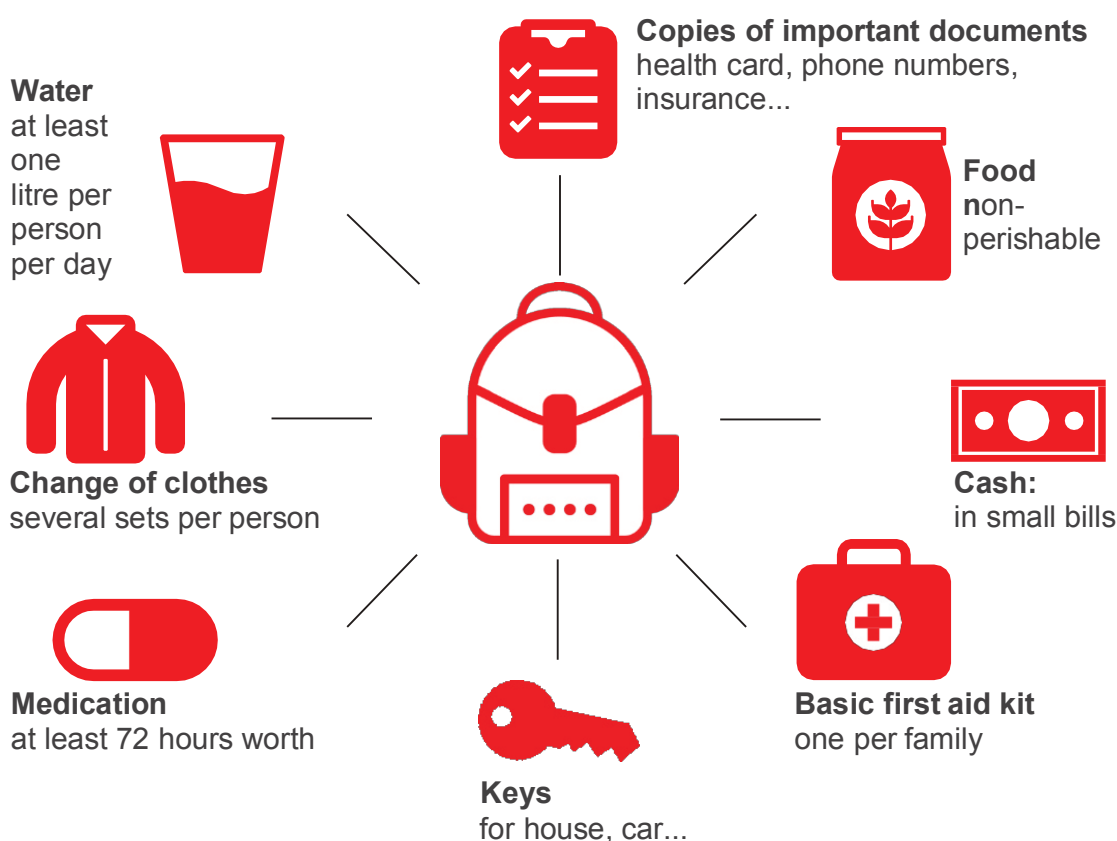 Copies of important documents
health card, phone numbers,
insurance...
Water
at least
one
litre per
person
per day
Food
non-
perishable
Change of clothes
several sets per person
Cash:
in small bills
Medication
at least 72 hours worth
Basic first aid kit
one per family
Keys
for house, car...